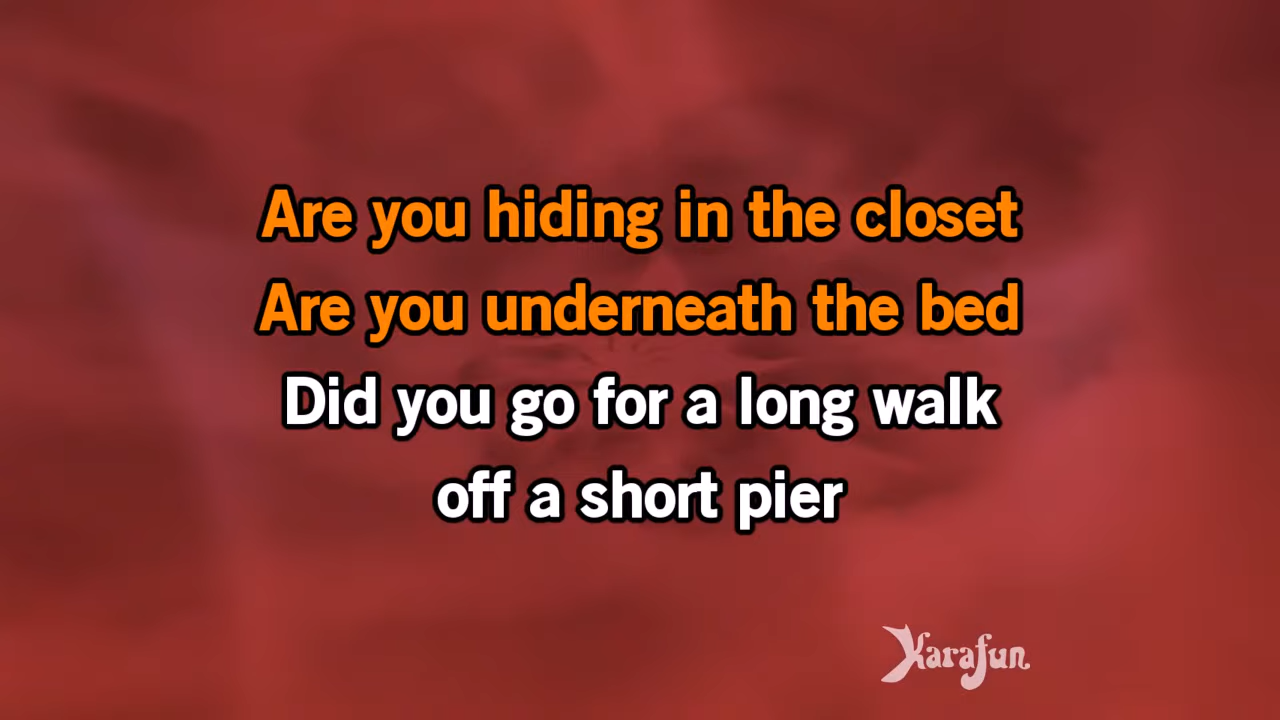 Are you hiding in the closet
Are you underneath the bed
Did you go for a long walk
off a short pier
Karafun